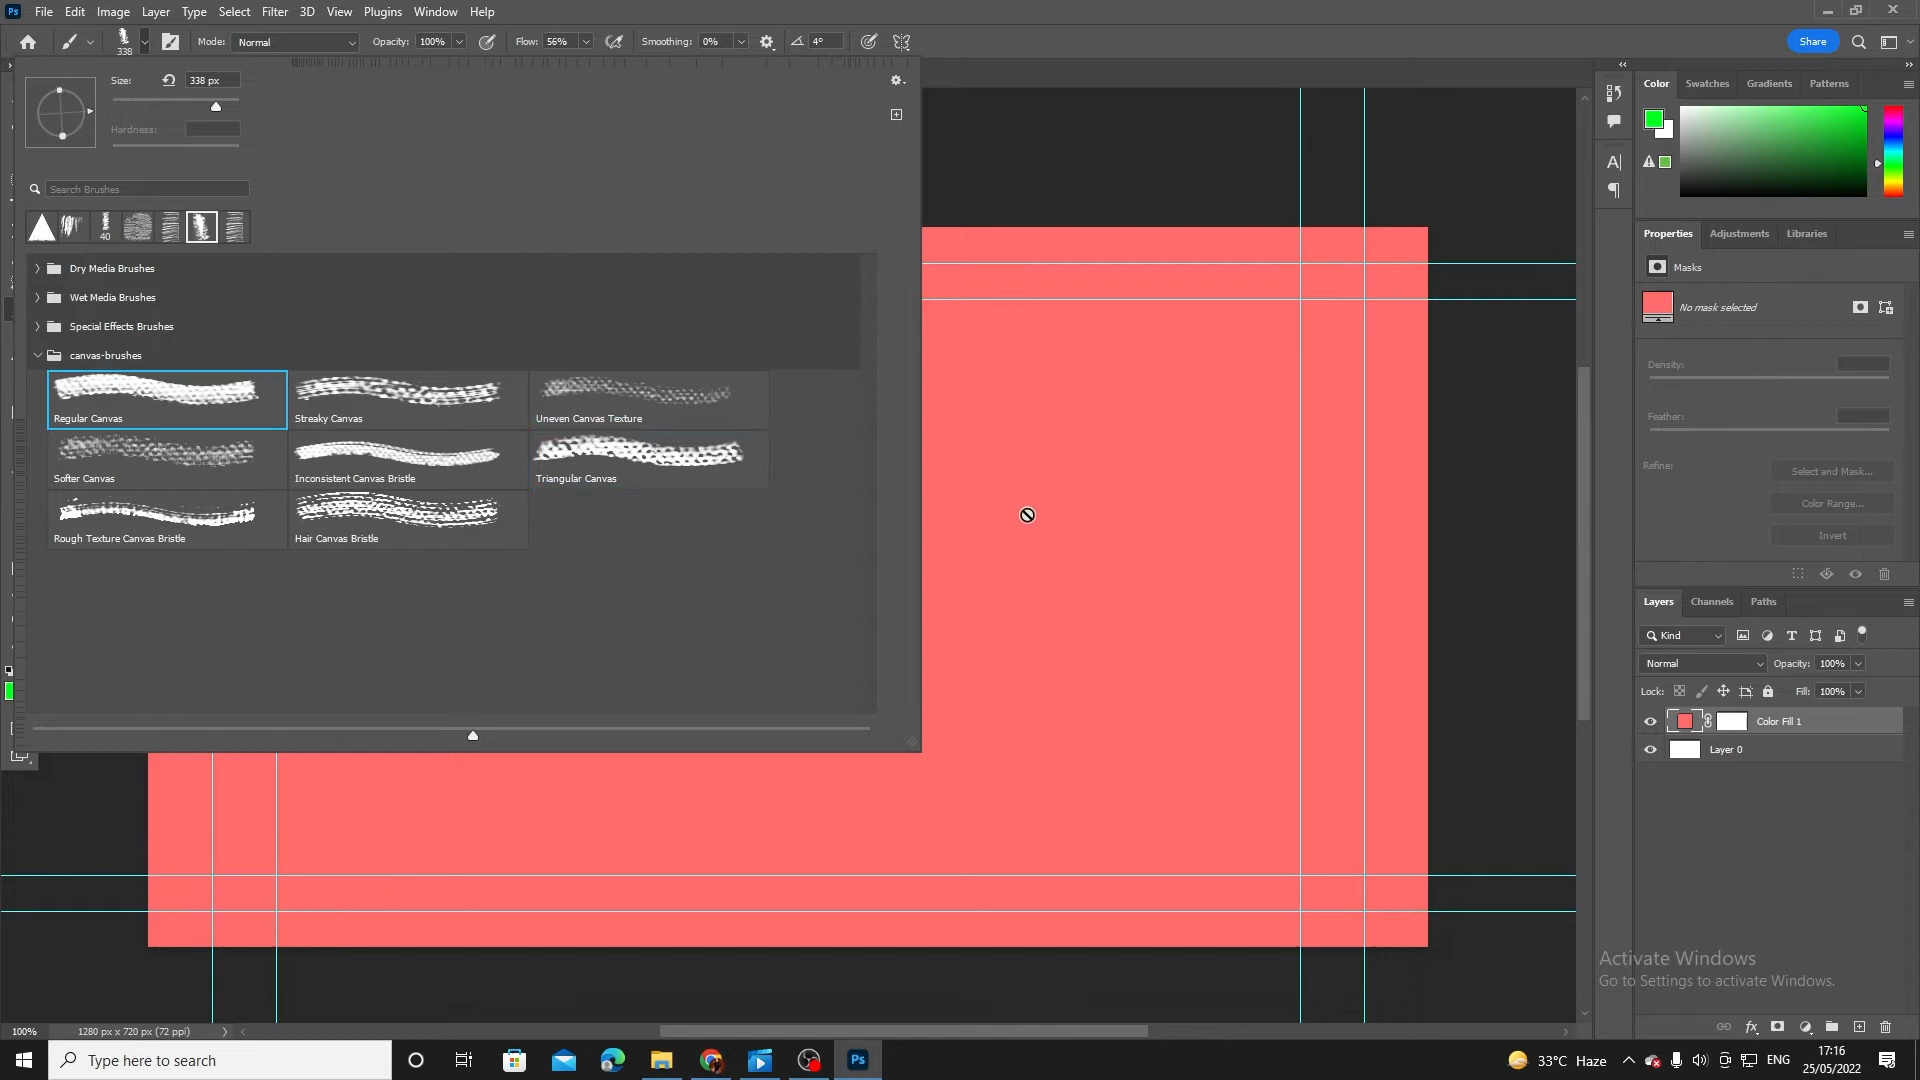 Ps File Edit Image Layer Type Select Filter 3D View Plugins Window Help
338 Mode: Normal Opacity: 100% Flow: 56% Smoothing: 0% 4° Share
Size: 338 px
Hardness:
Search Brushes
40
Dry Media Brushes
Wet Media Brushes
Special Effects Brushes
canvas-brushes
Regular Canvas Streaky Canvas Uneven Canvas Texture
Softer Canvas Inconsistent Canvas Bristle Triangular Canvas
Rough Texture Canvas Bristle Hair Canvas Bristle
Color Swatches Gradients Patterns
Properties Adjustments Libraries
Masks
No mask selected
Density:
Feather:
Refine: Select and Mask...
Color Range...
Invert
Layers Channels Paths
Kind
Normal Opacity: 100%
Lock: Fill: 100%
Color Fill 1
Layer 0
Activate Windows
Go to Settings to activate Windows.
100% 1280 px x 720 px (72 ppi)
Type here to search Ps 33°C Haze ENG 17:16
25/05/2022